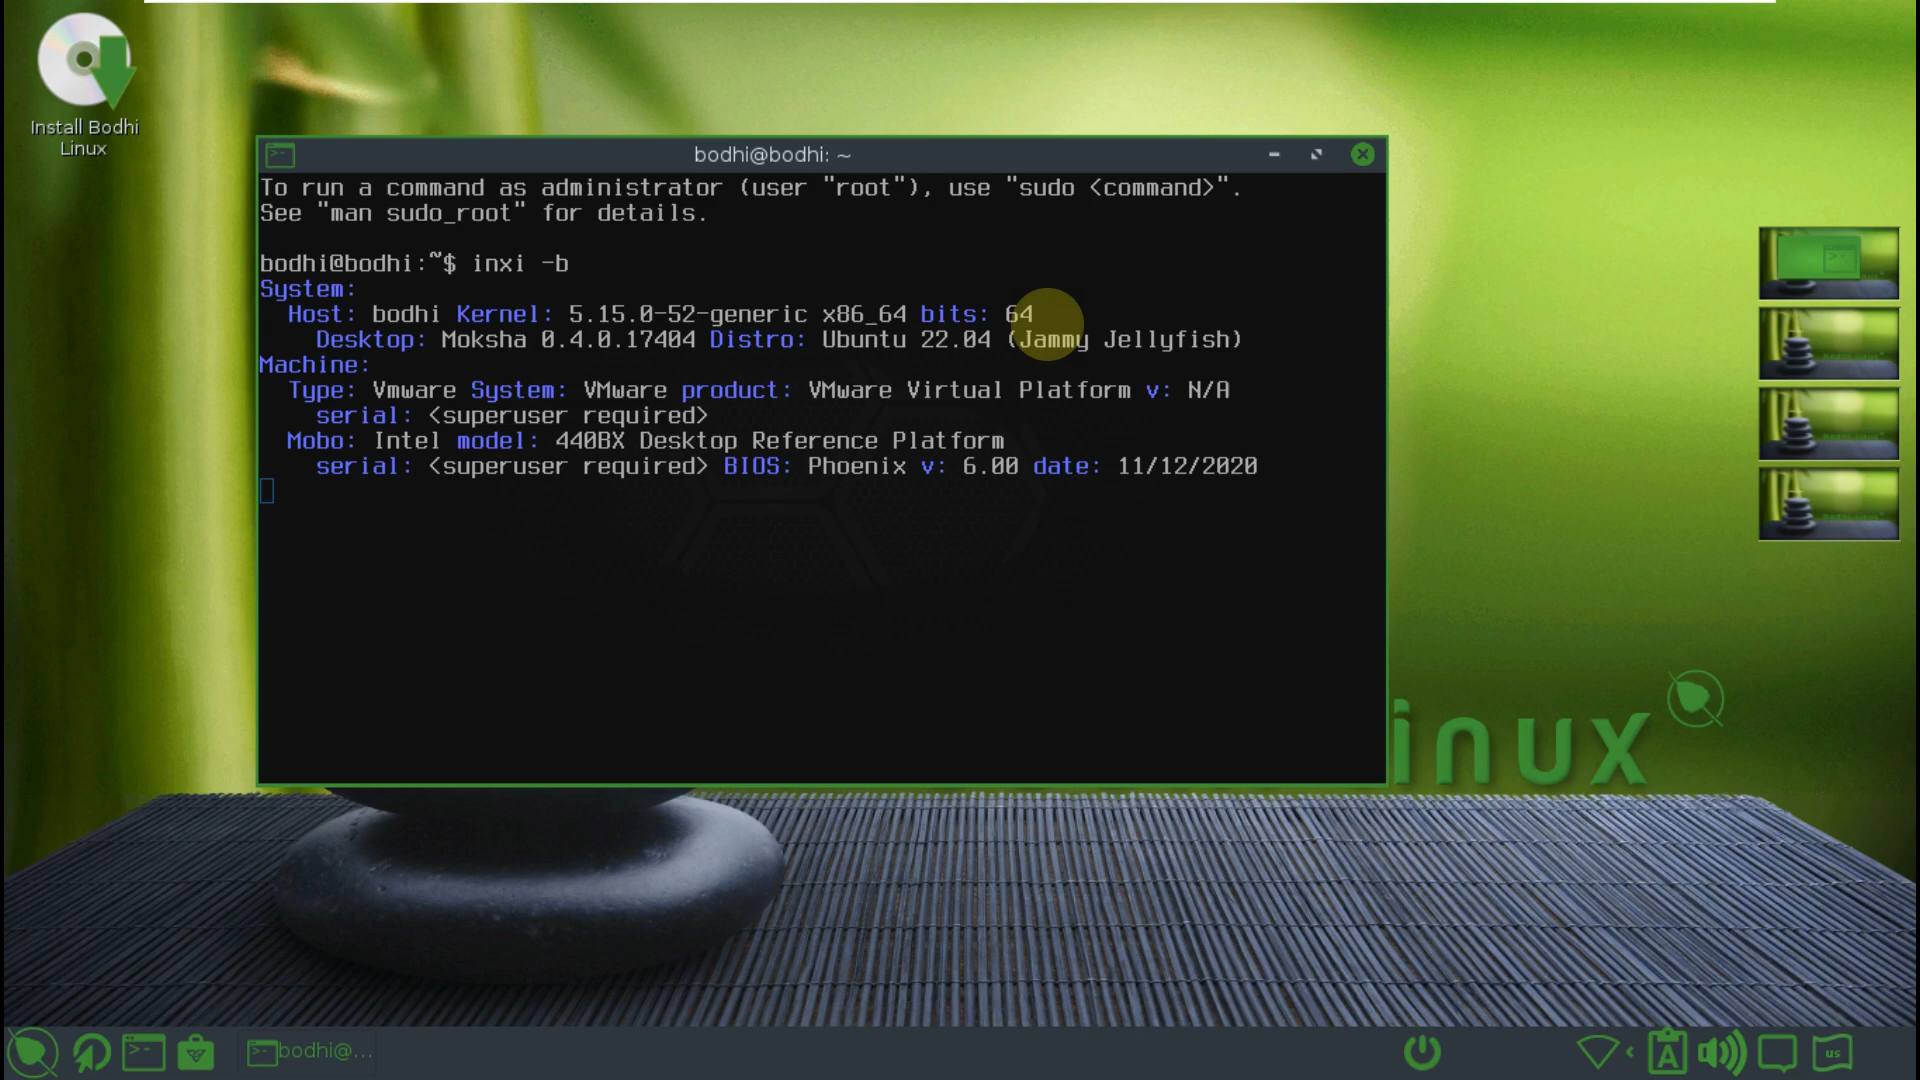 Install Bodhi
Linux
bodhi@bodhi: ~
To run a command as administrator (user "root"), use "sudo <command>".
See "man sudo_root" for details.
bodhi@bodhi:~$ inxi -b
System:
Host: bodhi Kernel: 5.15.0-52-generic x86_64 bits: 64
Desktop: Moksha 0.4.0.17404 Distro: Ubuntu 22.04 (Jammy Jellyfish)
Machine:
Type: Vmware System: VMware product: VMware Virtual Platform v: N/A
serial: <superuser required>
Mobo: Intel model: 440BX Desktop Reference Platform
serial: <superuser required> BIOS: Phoenix v: 6.00 date: 11/12/2020
inux
bodhi@...
A
us